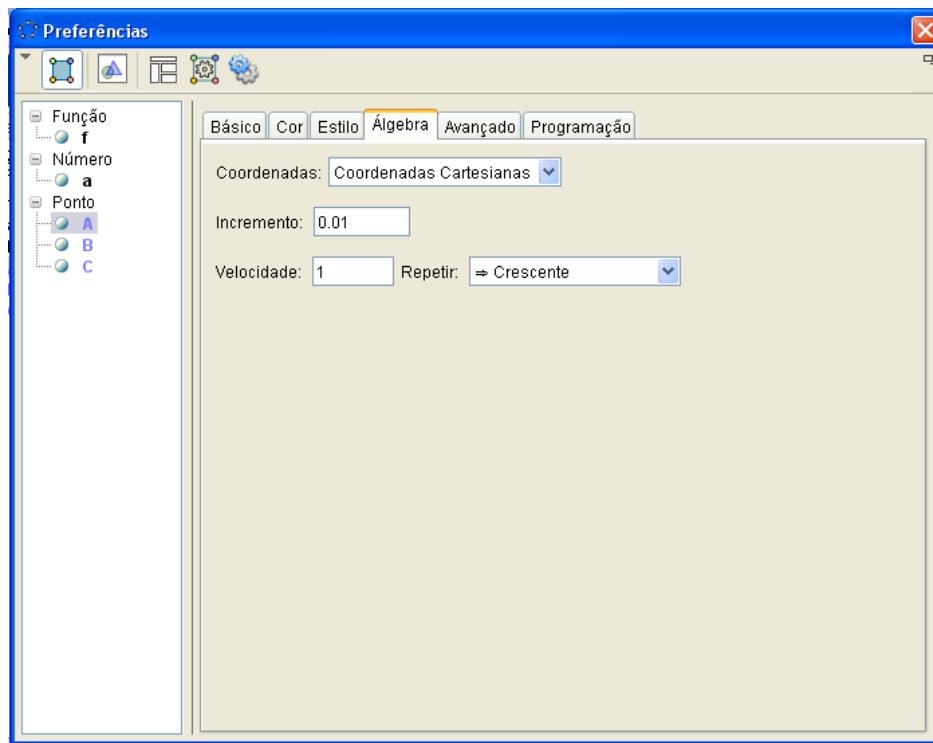 Preferências
Função
f
Número
a
Ponto
A
B
C
Básico Cor Estilo Álgebra Avançado Programação
Coordenadas: Coordenadas Cartesianas
Incremento: 0.01
Velocidade: 1 Repetir: ⇒ Crescente